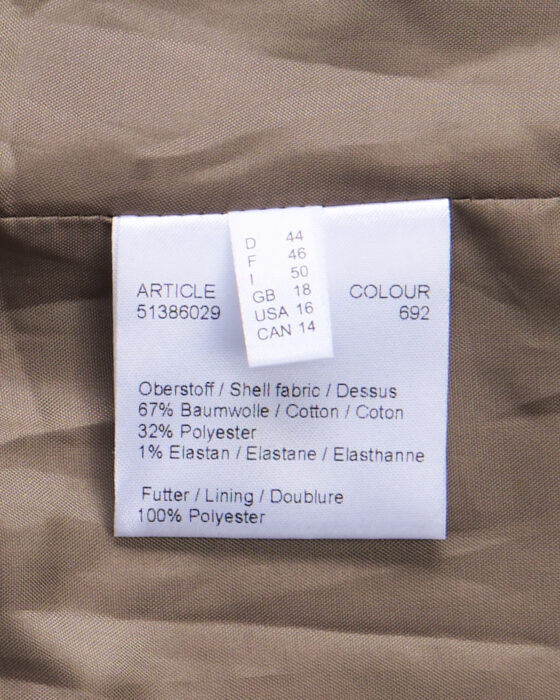 D 44
F 46
I 50
GB 18
USA 16
CAN 14
ARTICLE
51386029
COLOUR
692
Oberstoff / Shell fabric / Dessus
67% Baumwolle / Cotton / Coton
32% Polyester
1% Elastan / Elastane / Elasthanne
Futter / Lining / Doublure
100% Polyester